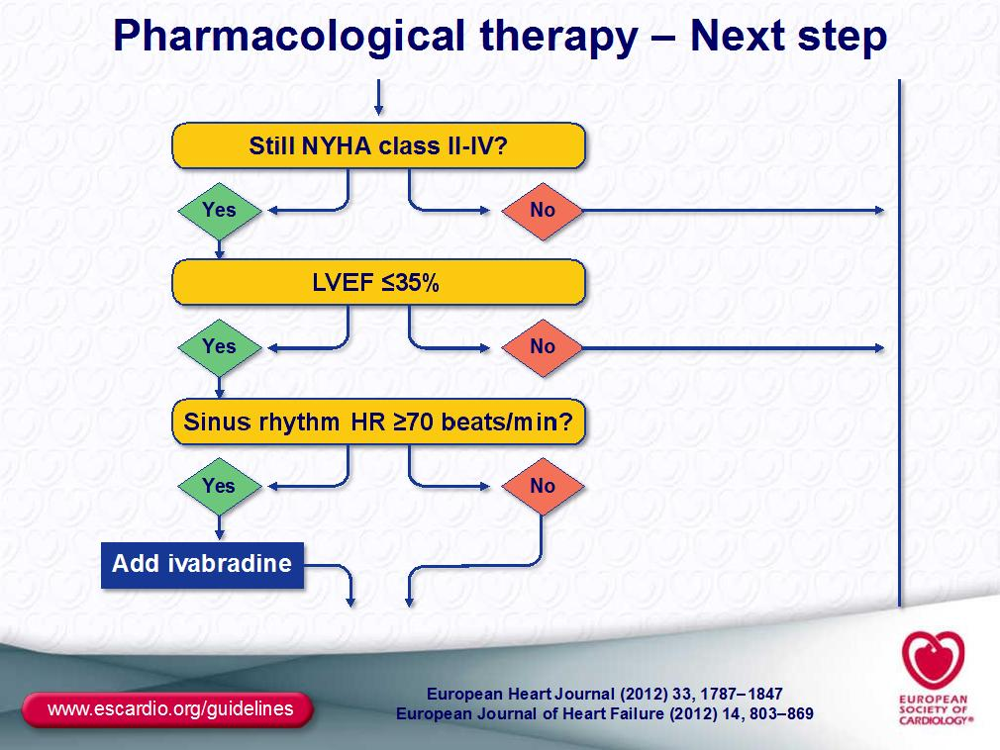 Pharmacological therapy – Next step
Still NYHA class II-IV?
Yes
No
LVEF ≤35%
Yes
No
Sinus rhythm HR ≥70 beats/min?
Yes
No
Add ivabradine
www.escardio.org/guidelines
European Heart Journal (2012) 33, 1787–1847
European Journal of Heart Failure (2012) 14, 803–869
EUROPEAN
SOCIETY OF
CARDIOLOGY®